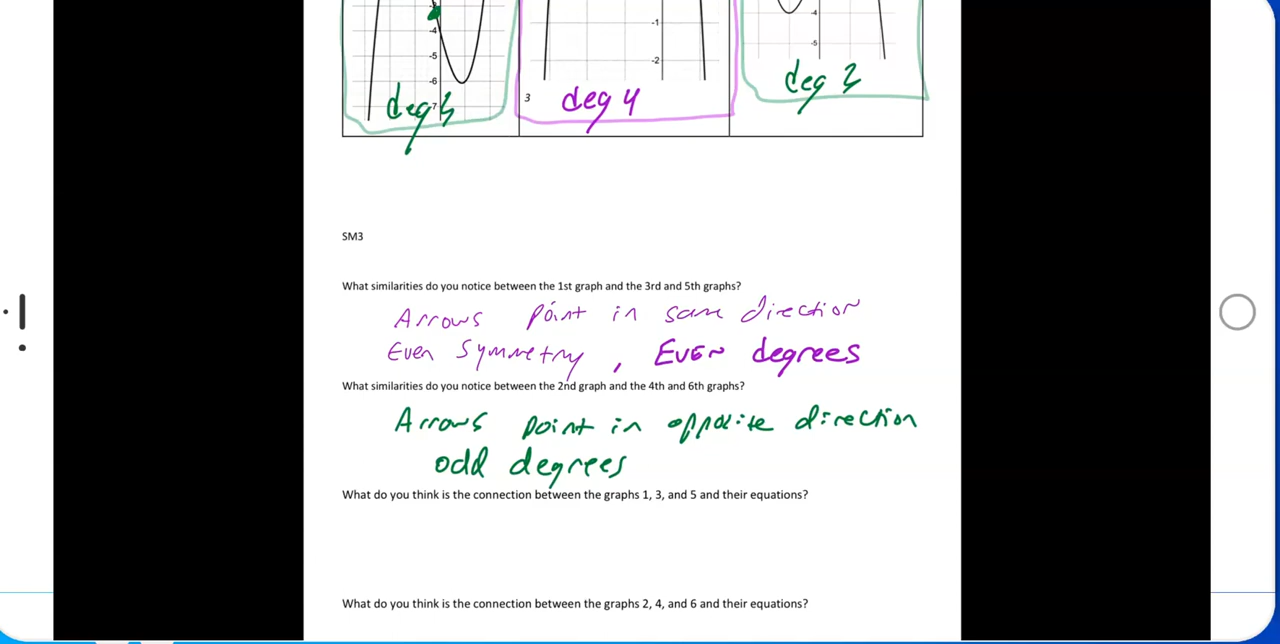 -4
-5
-6
-7
-1
-2
3
-4
-5
deg 4
SM3
What similarities do you notice between the 1st graph and the 3rd and 5th graphs?
Arrows point in same direction
Even symmetry, Even degrees
What similarities do you notice between the 2nd graph and the 4th and 6th graphs?
Arrows point in opposite direction
odd degrees
What do you think is the connection between the graphs 1, 3, and 5 and their equations?
What do you think is the connection between the graphs 2, 4, and 6 and their equations?